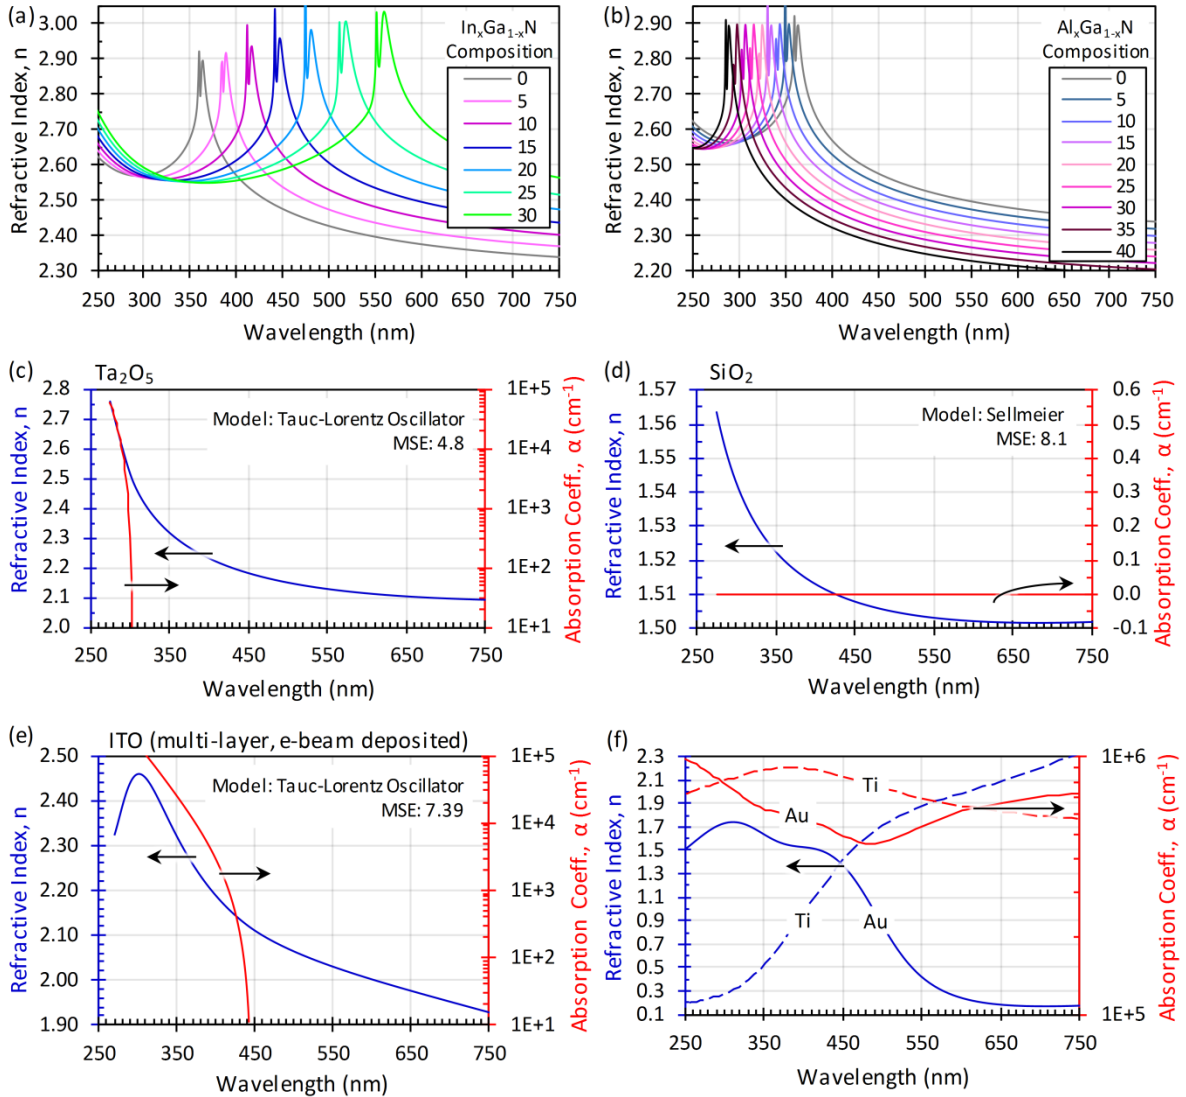 (a)
3.05
2.90
2.80
2.70
2.60
2.50
2.40
2.30
Refractive Index, n
InxGa1-xN
Composition
0
5
10
15
20
25
30
250 300 350 400 450 500 550 600 650 700 750
Wavelength (nm)
(b)
2.90
2.80
2.70
2.60
2.50
2.40
2.30
2.20
Refractive Index, n
AlxGa1-xN
Composition
0
5
10
15
20
25
30
35
40
250 300 350 400 450 500 550 600 650 700 750
Wavelength (nm)
(c)
Ta2O5
2.8
2.7
2.6
2.5
2.4
2.3
2.2
2.1
2.0
Refractive Index, n
Model: Tauc-Lorentz Oscillator
MSE: 4.8
1E+5
1E+4
1E+3
1E+2
1E+1
Absorption Coeff., α (cm-1)
250 350 450 550 650 750
Wavelength (nm)
(d)
SiO2
1.57
1.56
1.55
1.54
1.53
1.52
1.51
1.50
Refractive Index, n
Model: Sellmeier
MSE: 8.1
0.6
0.5
0.4
0.3
0.2
0.1
0.0
-0.1
Absorption Coeff., α (cm-1)
250 350 450 550 650 750
Wavelength (nm)
(e)
ITO (multi-layer, e-beam deposited)
2.50
2.40
2.30
2.20
2.10
2.00
1.90
Refractive Index, n
Model: Tauc-Lorentz Oscillator
MSE: 7.39
1E+5
1E+4
1E+3
1E+2
1E+1
Absorption Coeff., α (cm-1)
250 350 450 550 650 750
Wavelength (nm)
(f)
2.3
2.1
1.9
1.7
1.5
1.3
1.1
0.9
0.7
0.5
0.3
0.1
Refractive Index, n
Ti
Au
Ti
Au
1E+6
1E+5
Absorption Coeff., α (cm-1)
250 350 450 550 650 750
Wavelength (nm)